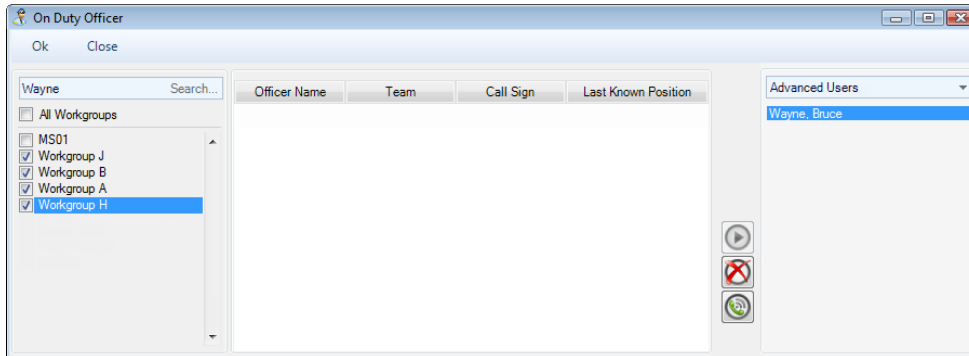 On Duty Officer
Ok Close
Wayne Search...
All Workgroups
MS01
Workgroup J
Workgroup B
Workgroup A
Workgroup H
Officer Name Team Call Sign Last Known Position
Advanced Users
Wayne, Bruce